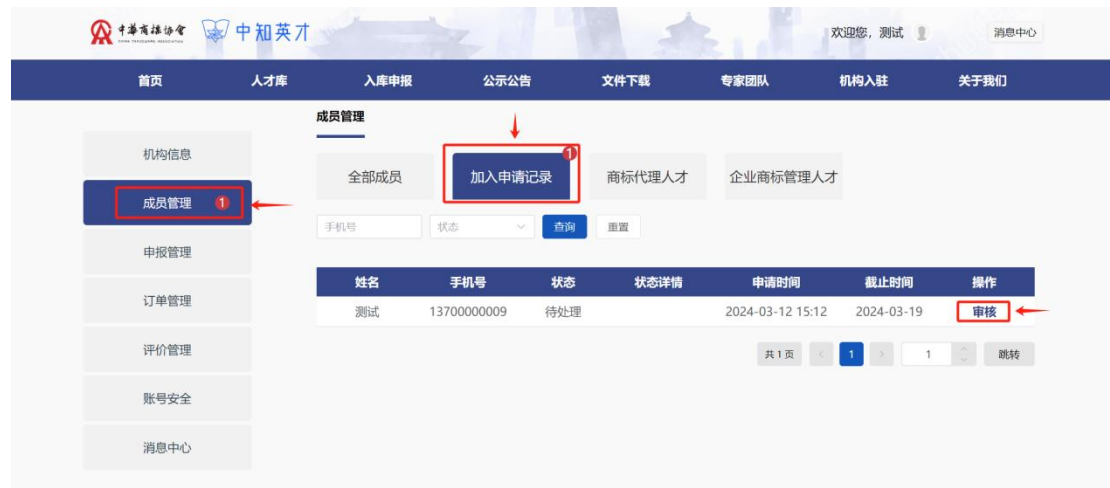 中华商标协会 中知英才 欢迎您，测试 消息中心
CHINA TRADEMARK ASSOCIATION
首页 人才库 入库申报 公示公告 文件下载 专家团队 机构入驻 关于我们
成员管理
机构信息
成员管理 1
申报管理
订单管理
评价管理
账号安全
消息中心
全部成员 加入申请记录 1 商标代理人才 企业商标管理人才
手机号 状态 查询 重置
姓名 手机号 状态 状态详情 申请时间 截止时间 操作
测试 13700000009 待处理 2024-03-12 15:12 2024-03-19 审核
共 1 页 < 1 > 1 跳转